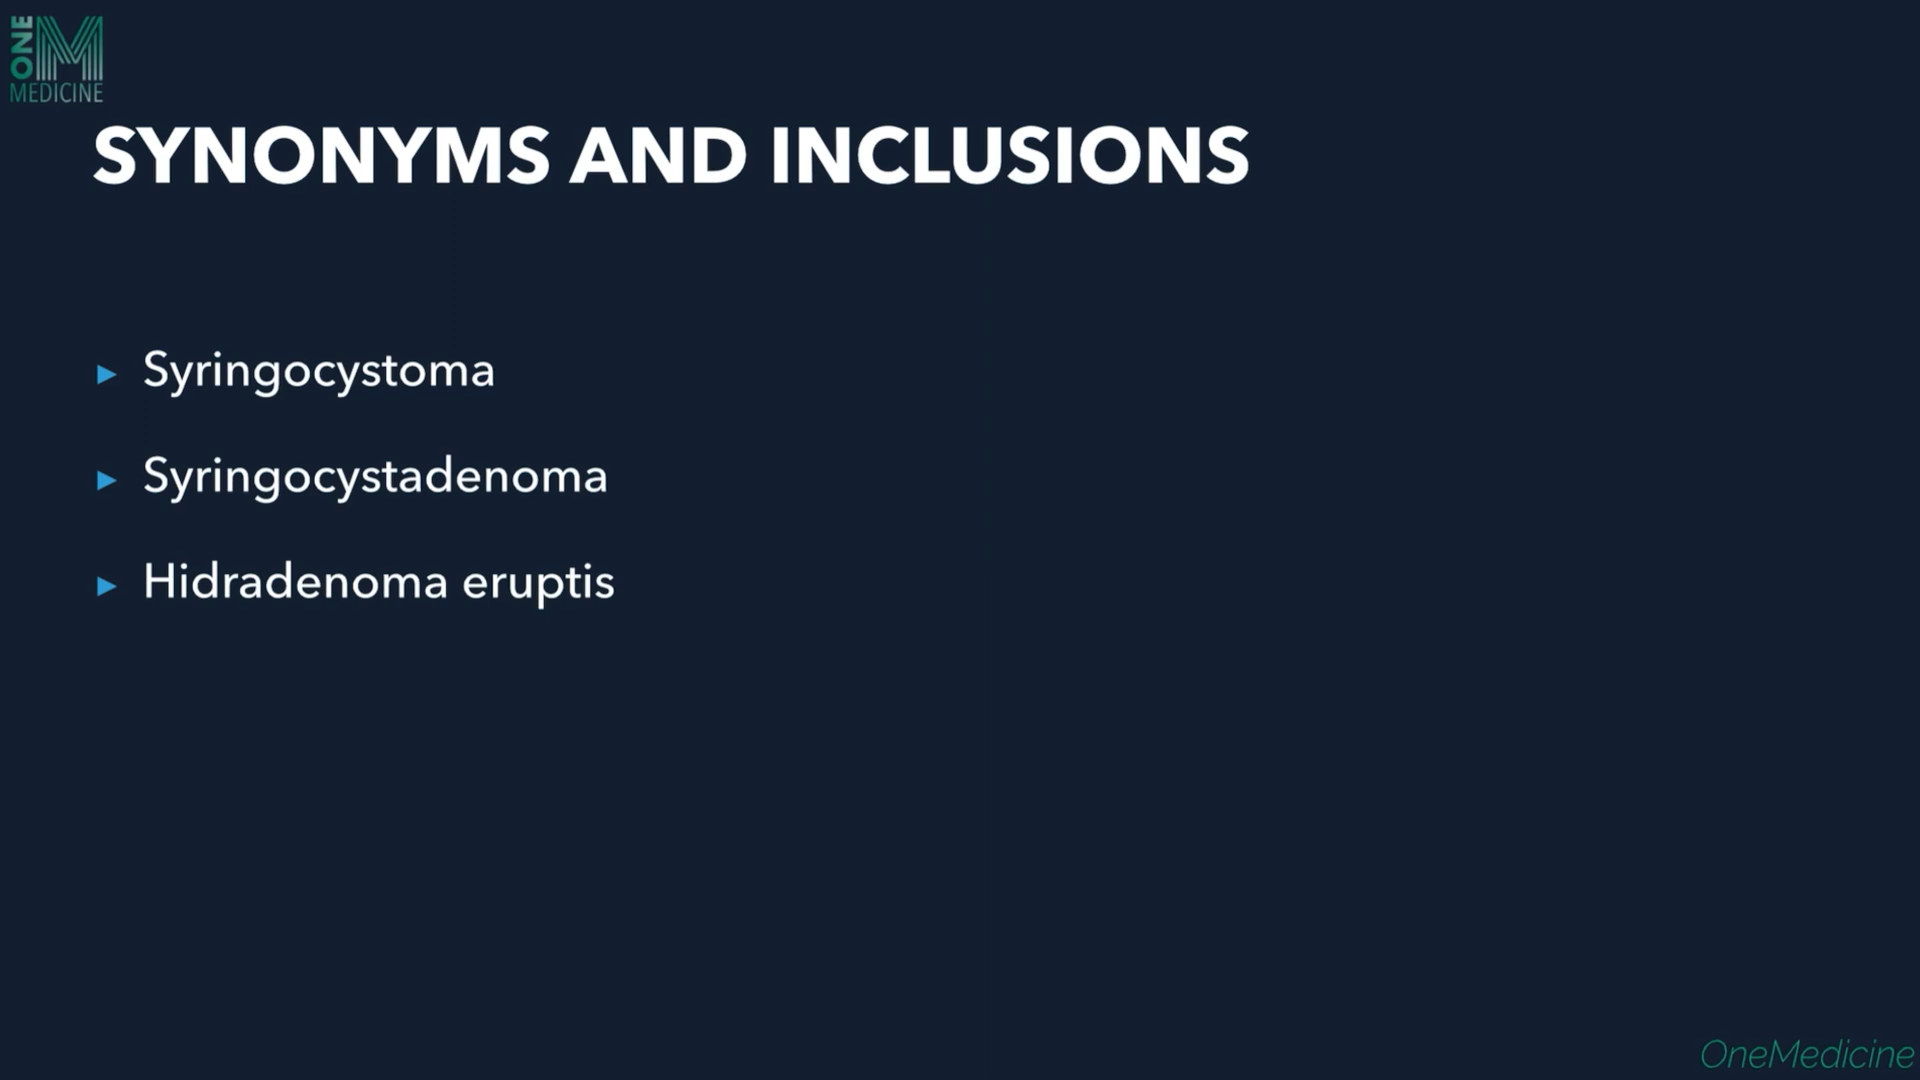 ONE
MEDICINE
SYNONYMS AND INCLUSIONS
Syringocystoma
Syringocystadenoma
Hidradenoma eruptis
OneMedicine